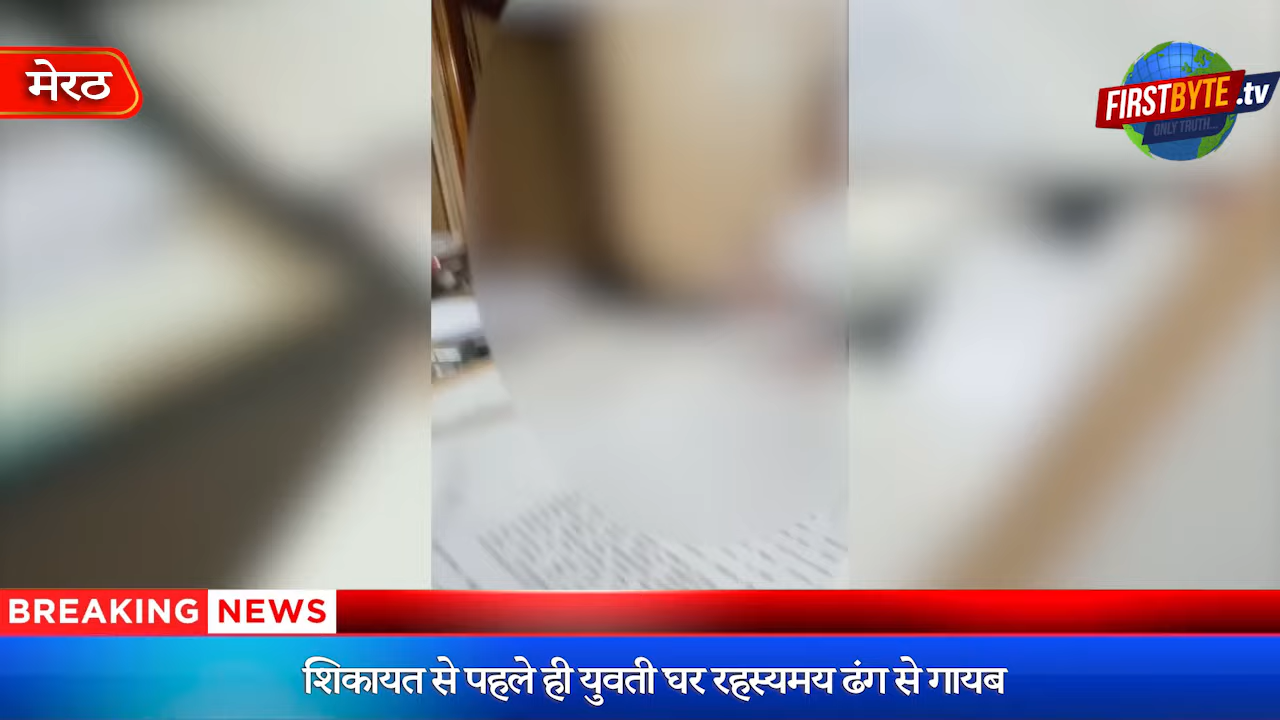 मेरठ
FIRSTBYTE.tv
ONLY TRUTH...
BREAKING NEWS
शिकायत से पहले ही युवती घर रहस्यमय ढंग से गायब